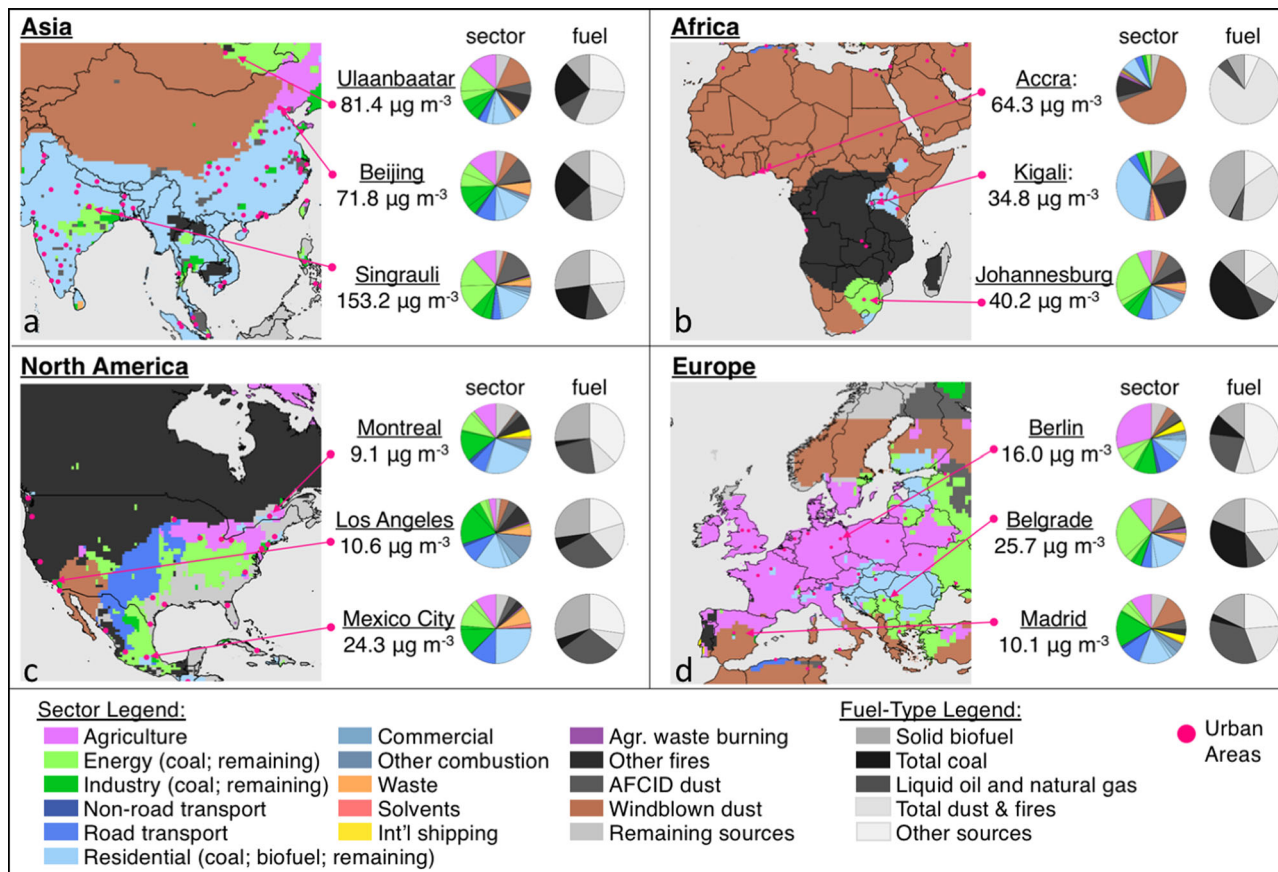 Asia
sector fuel
Ulaanbaatar
81.4 µg m-3
Beijing
71.8 µg m-3
Singrauli
153.2 µg m-3
a
Africa
sector fuel
Accra:
64.3 µg m-3
Kigali:
34.8 µg m-3
Johannesburg
40.2 µg m-3
b
North America
sector fuel
Montreal
9.1 µg m-3
Los Angeles
10.6 µg m-3
Mexico City
24.3 µg m-3
c
Europe
sector fuel
Berlin
16.0 µg m-3
Belgrade
25.7 µg m-3
Madrid
10.1 µg m-3
d
Sector Legend:
Agriculture
Energy (coal; remaining)
Industry (coal; remaining)
Non-road transport
Road transport
Residential (coal; biofuel; remaining)
Commercial
Other combustion
Waste
Solvents
Int'l shipping
Agr. waste burning
Other fires
AFCID dust
Windblown dust
Remaining sources
Fuel-Type Legend:
Solid biofuel
Total coal
Liquid oil and natural gas
Total dust & fires
Other sources
Urban
Areas